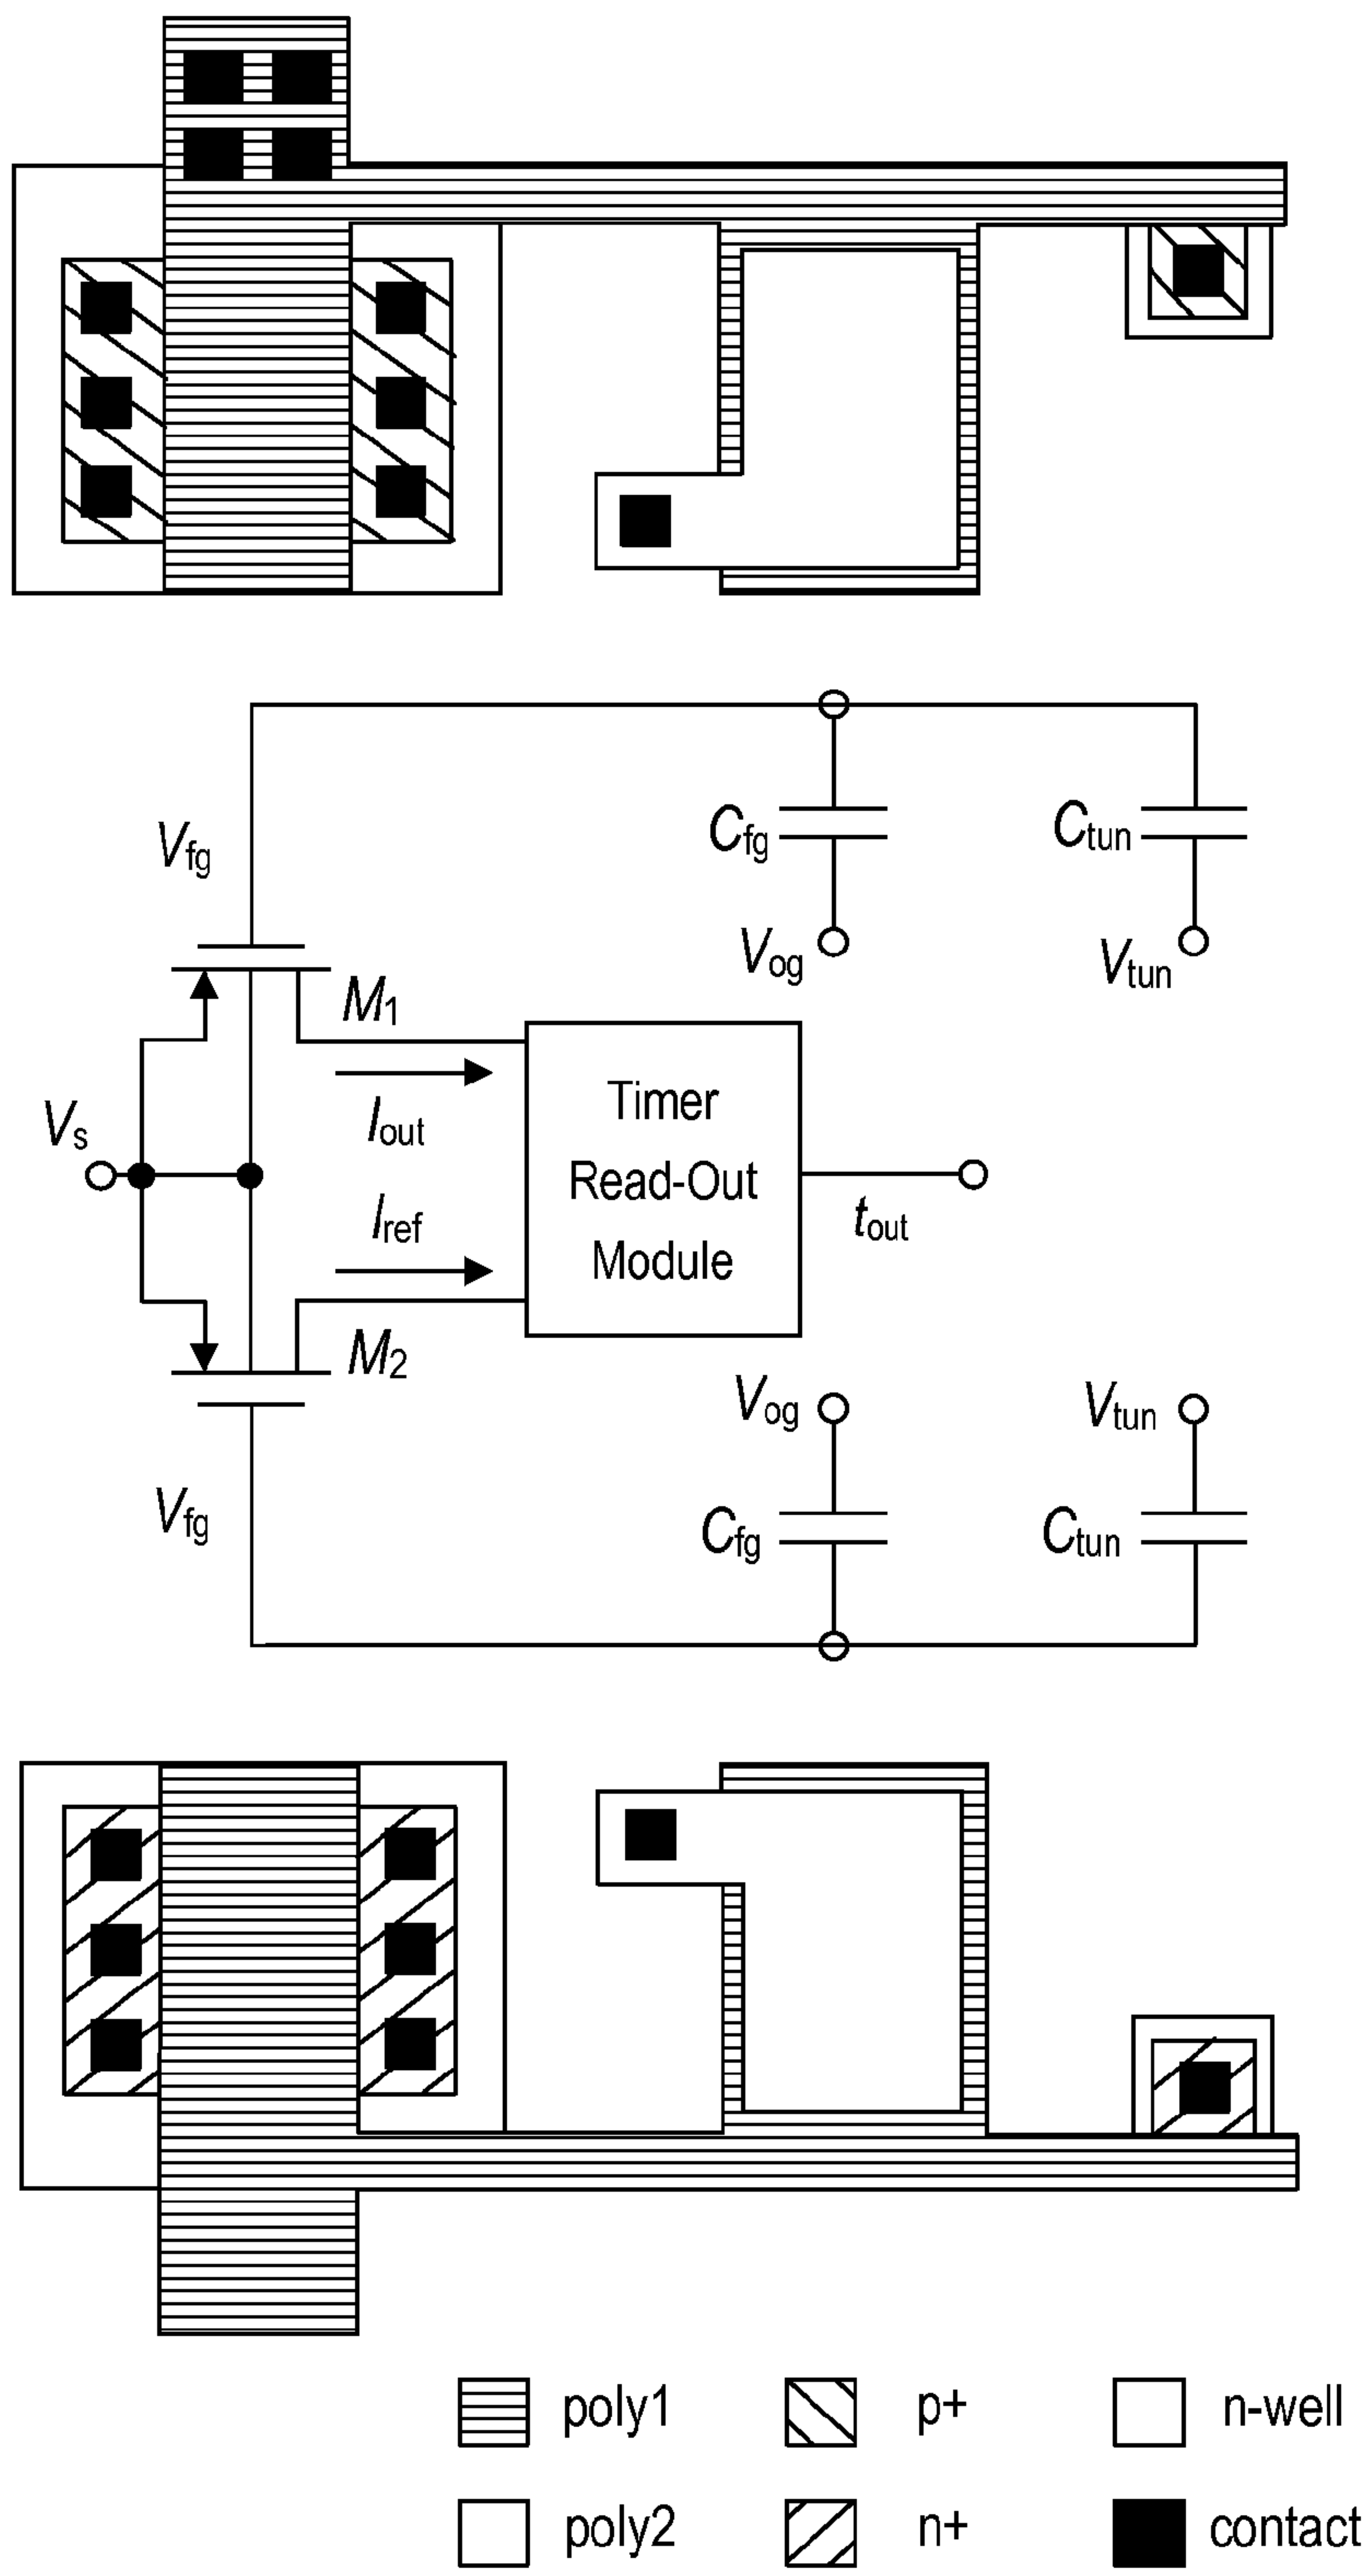 Vfg
Cfg
Ctun
Vog
Vtun
M1
Timer
Read-Out
Module
Vs
Iout
Iref
tout
M2
Vog
Vtun
Vfg
Cfg
Ctun
poly1 p+ n-well
poly2 n+ contact